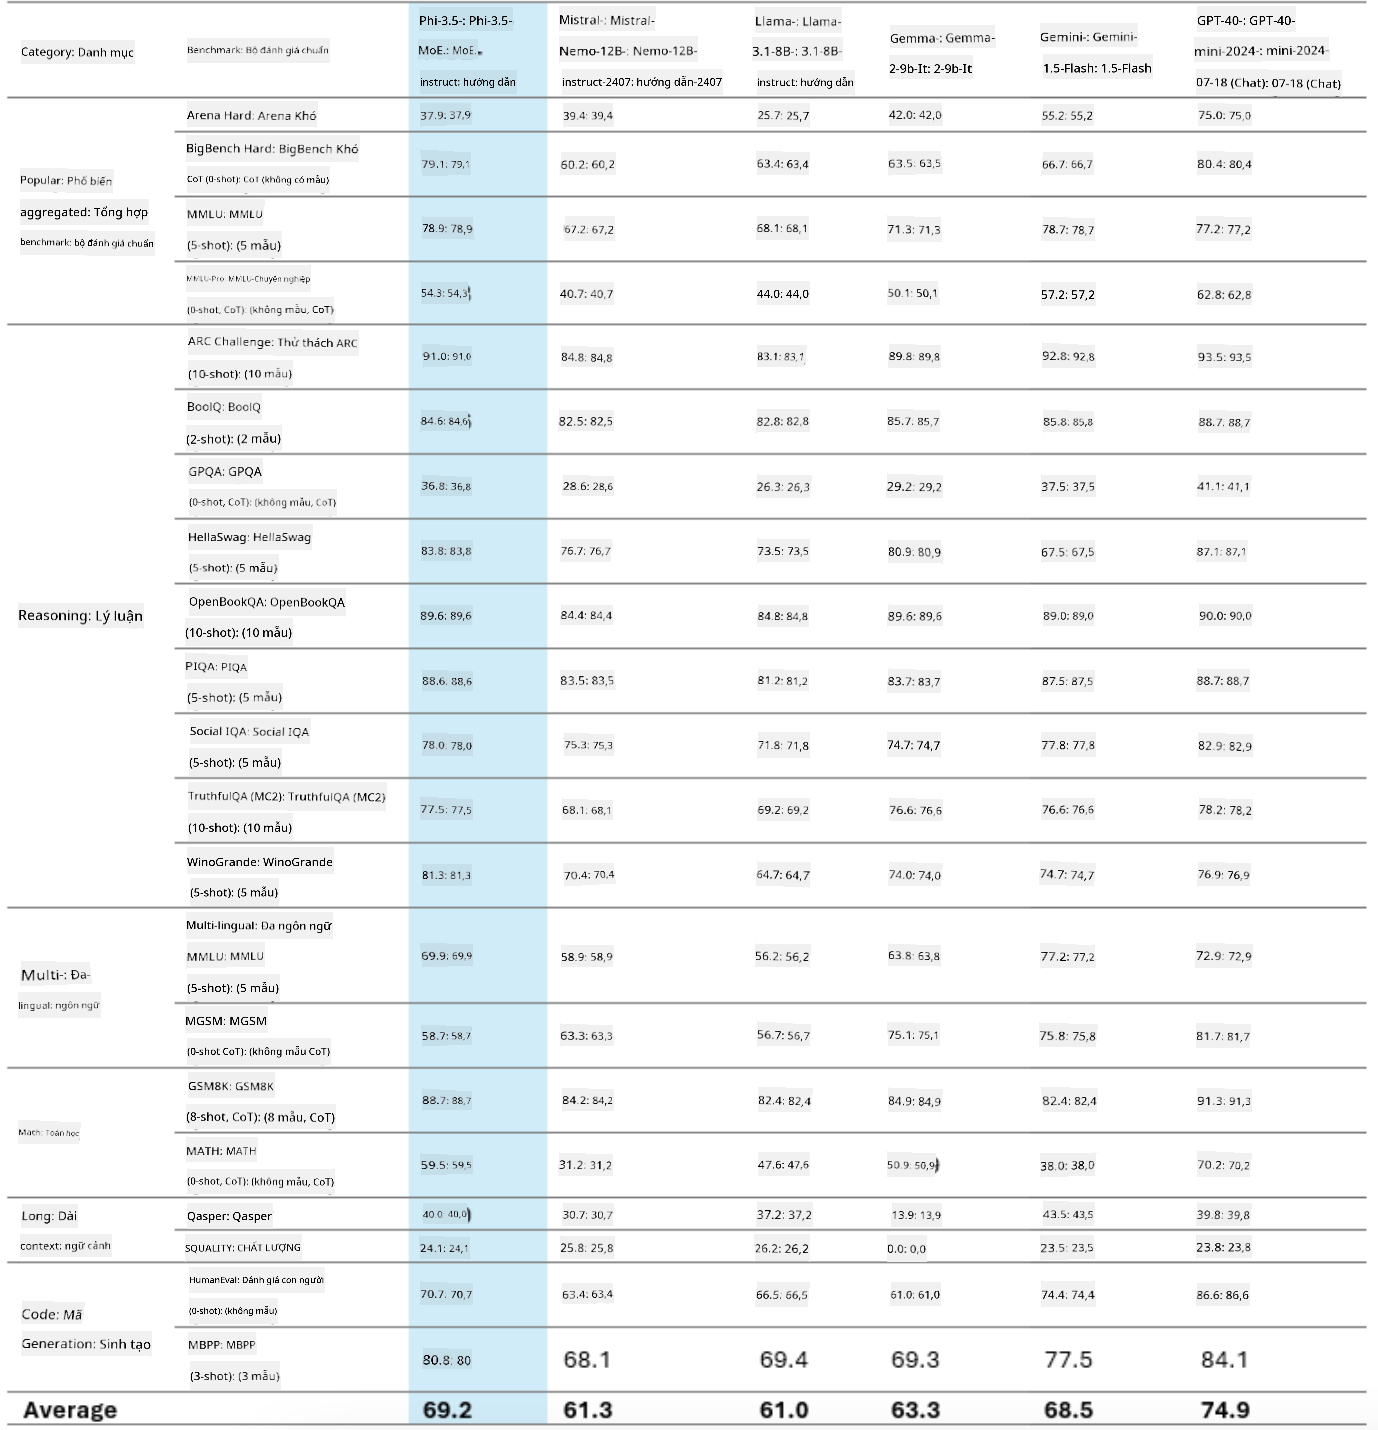 Category: Danh mục
Benchmark: Bộ đánh giá chuẩn
Phi-3.5-: Phi-3.5-
MoE.: MoE.
instruct: hướng dẫn
Mistral-: Mistral-
Nemo-12B-: Nemo-12B-
instruct-2407: hướng dẫn-2407
Llama-: Llama-
3.1-8B-: 3.1-8B-
instruct: hướng dẫn
Gemma-: Gemma-
2-9b-It: 2-9b-It
Gemini-: Gemini-
1.5-Flash: 1.5-Flash
GPT-40-: GPT-40-
mini-2024-: mini-2024-
07-18 (Chat): 07-18 (Chat)
Popular: Phổ biến
aggregated: Tổng hợp
benchmark: bộ đánh giá chuẩn
Arena Hard: Arena Khó
37.9: 37,9
39.4: 39,4
25.7: 25,7
42.0: 42,0
55.2: 55,2
75.0: 75,0
BigBench Hard: BigBench Khó
CoT (0-shot): CoT (không có mẫu)
79.1: 79,1
60.2: 60,2
63.4: 63,4
63.5: 63,5
66.7: 66,7
80.4: 80,4
MMLU: MMLU
(5-shot): (5 mẫu)
78.9: 78,9
67.2: 67,2
68.1: 68,1
71.3: 71,3
78.7: 78,7
77.2: 77,2
MMLU-Pro: MMLU-Chuyên nghiệp
(0-shot, CoT): (không mẫu, CoT)
54.3: 54,3
40.7: 40,7
44.0: 44,0
50.1: 50,1
57.2: 57,2
62.8: 62,8
Reasoning: Lý luận
ARC Challenge: Thử thách ARC
(10-shot): (10 mẫu)
91.0: 91,0
84.8: 84,8
83.1: 83,1
89.8: 89,8
92.8: 92,8
93.5: 93,5
BoolQ: BoolQ
(2-shot): (2 mẫu)
84.6: 84,6
82.5: 82,5
82.8: 82,8
85.7: 85,7
85.8: 85,8
88.7: 88,7
GPQA: GPQA
(0-shot, CoT): (không mẫu, CoT)
36.8: 36,8
28.6: 28,6
26.3: 26,3
29.2: 29,2
37.5: 37,5
41.1: 41,1
HellaSwag: HellaSwag
(5-shot): (5 mẫu)
83.8: 83,8
76.7: 76,7
73.5: 73,5
80.9: 80,9
67.5: 67,5
87.1: 87,1
OpenBookQA: OpenBookQA
(10-shot): (10 mẫu)
89.6: 89,6
84.4: 84,4
84.8: 84,8
89.6: 89,6
89.0: 89,0
90.0: 90,0
PIQA: PIQA
(5-shot): (5 mẫu)
88.6: 88,6
83.5: 83,5
81.2: 81,2
83.7: 83,7
87.5: 87,5
88.7: 88,7
Social IQA: Social IQA
(5-shot): (5 mẫu)
78.0: 78,0
75.3: 75,3
71.8: 71,8
74.7: 74,7
77.8: 77,8
82.9: 82,9
TruthfulQA (MC2): TruthfulQA (MC2)
(10-shot): (10 mẫu)
77.5: 77,5
68.1: 68,1
69.2: 69,2
76.6: 76,6
76.6: 76,6
78.2: 78,2
WinoGrande: WinoGrande
(5-shot): (5 mẫu)
81.3: 81,3
70.4: 70,4
64.7: 64,7
74.0: 74,0
74.7: 74,7
76.9: 76,9
Multi-: Đa-
lingual: ngôn ngữ
Multi-lingual: Đa ngôn ngữ
MMLU: MMLU
(5-shot): (5 mẫu)
69.9: 69,9
58.9: 58,9
56.2: 56,2
63.8: 63,8
77.2: 77,2
72.9: 72,9
MGSM: MGSM
(0-shot CoT): (không mẫu CoT)
58.7: 58,7
63.3: 63,3
56.7: 56,7
75.1: 75,1
75.8: 75,8
81.7: 81,7
Math: Toán học
GSM8K: GSM8K
(8-shot, CoT): (8 mẫu, CoT)
88.7: 88,7
84.2: 84,2
82.4: 82,4
84.9: 84,9
82.4: 82,4
91.3: 91,3
MATH: MATH
(0-shot, CoT): (không mẫu, CoT)
59.5: 59,5
31.2: 31,2
47.6: 47,6
50.9: 50,9
38.0: 38,0
70.2: 70,2
Long: Dài
context: ngữ cảnh
Qasper: Qasper
40.0: 40,0
30.7: 30,7
37.2: 37,2
13.9: 13,9
43.5: 43,5
39.8: 39,8
SQUALITY: CHẤT LƯỢNG
24.1: 24,1
25.8: 25,8
26.2: 26,2
0.0: 0,0
23.5: 23,5
23.8: 23,8
Code: Mã
Generation: Sinh tạo
HumanEval: Đánh giá con người
(0-shot): (không mẫu)
70.7: 70,7
63.4: 63,4
66.5: 66,5
61.0: 61,0
74.4: 74,4
86.6: 86,6
MBPP: MBPP
(3-shot): (3 mẫu)
80.8: 80
68.1
69.4
69.3
77.5
84.1
Average
69.2
61.3
61.0
63.3
68.5
74.9